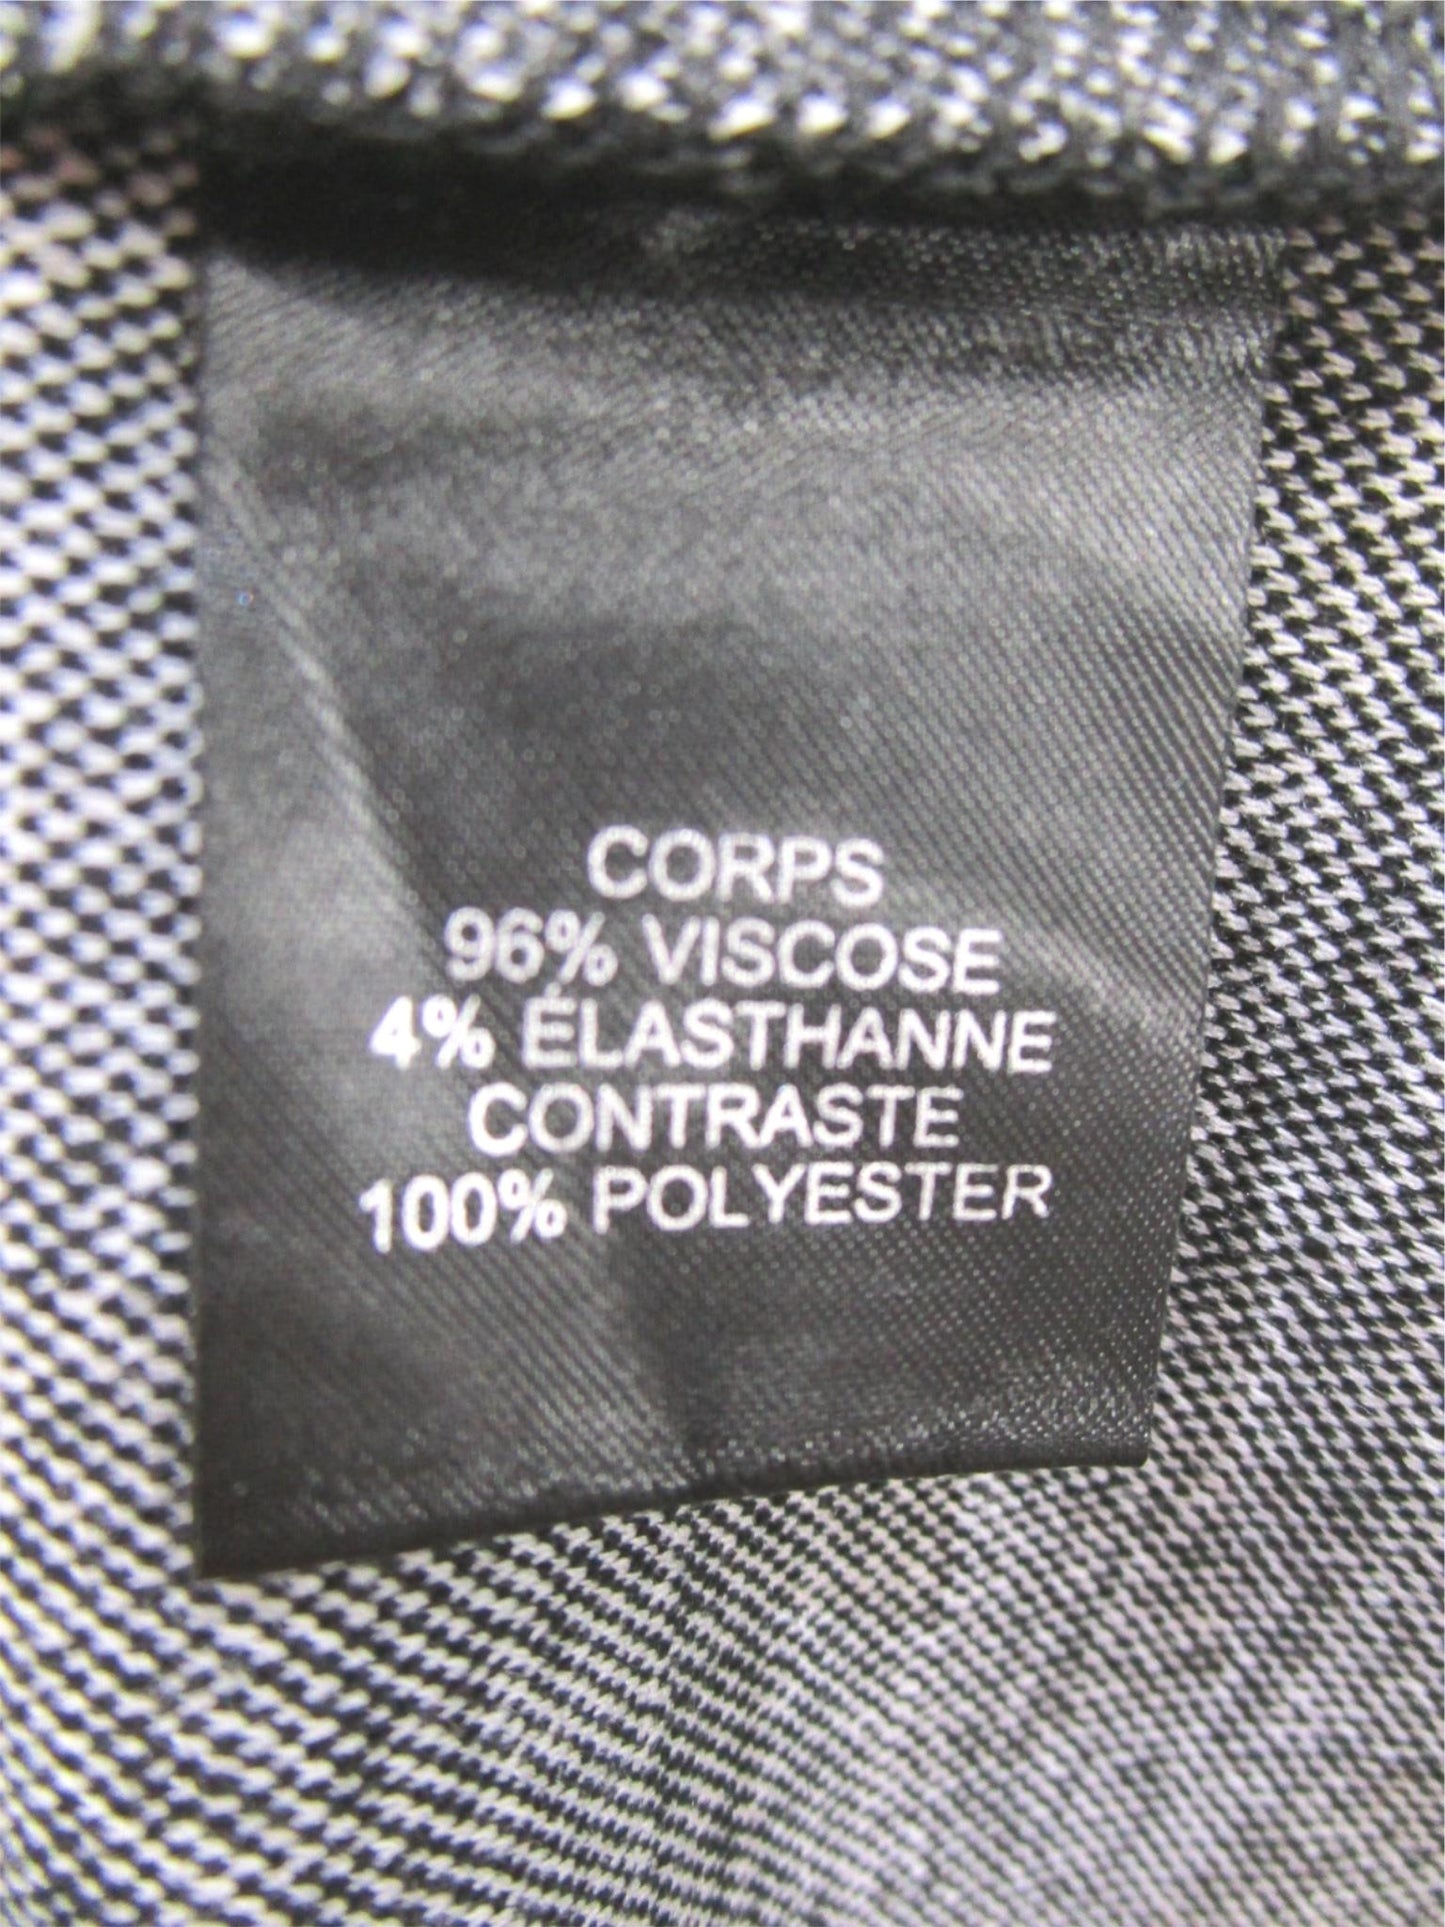 CORPS
96% VISCOSE
4% ÉLASTHANNE
CONTRASTE
100% POLYESTER